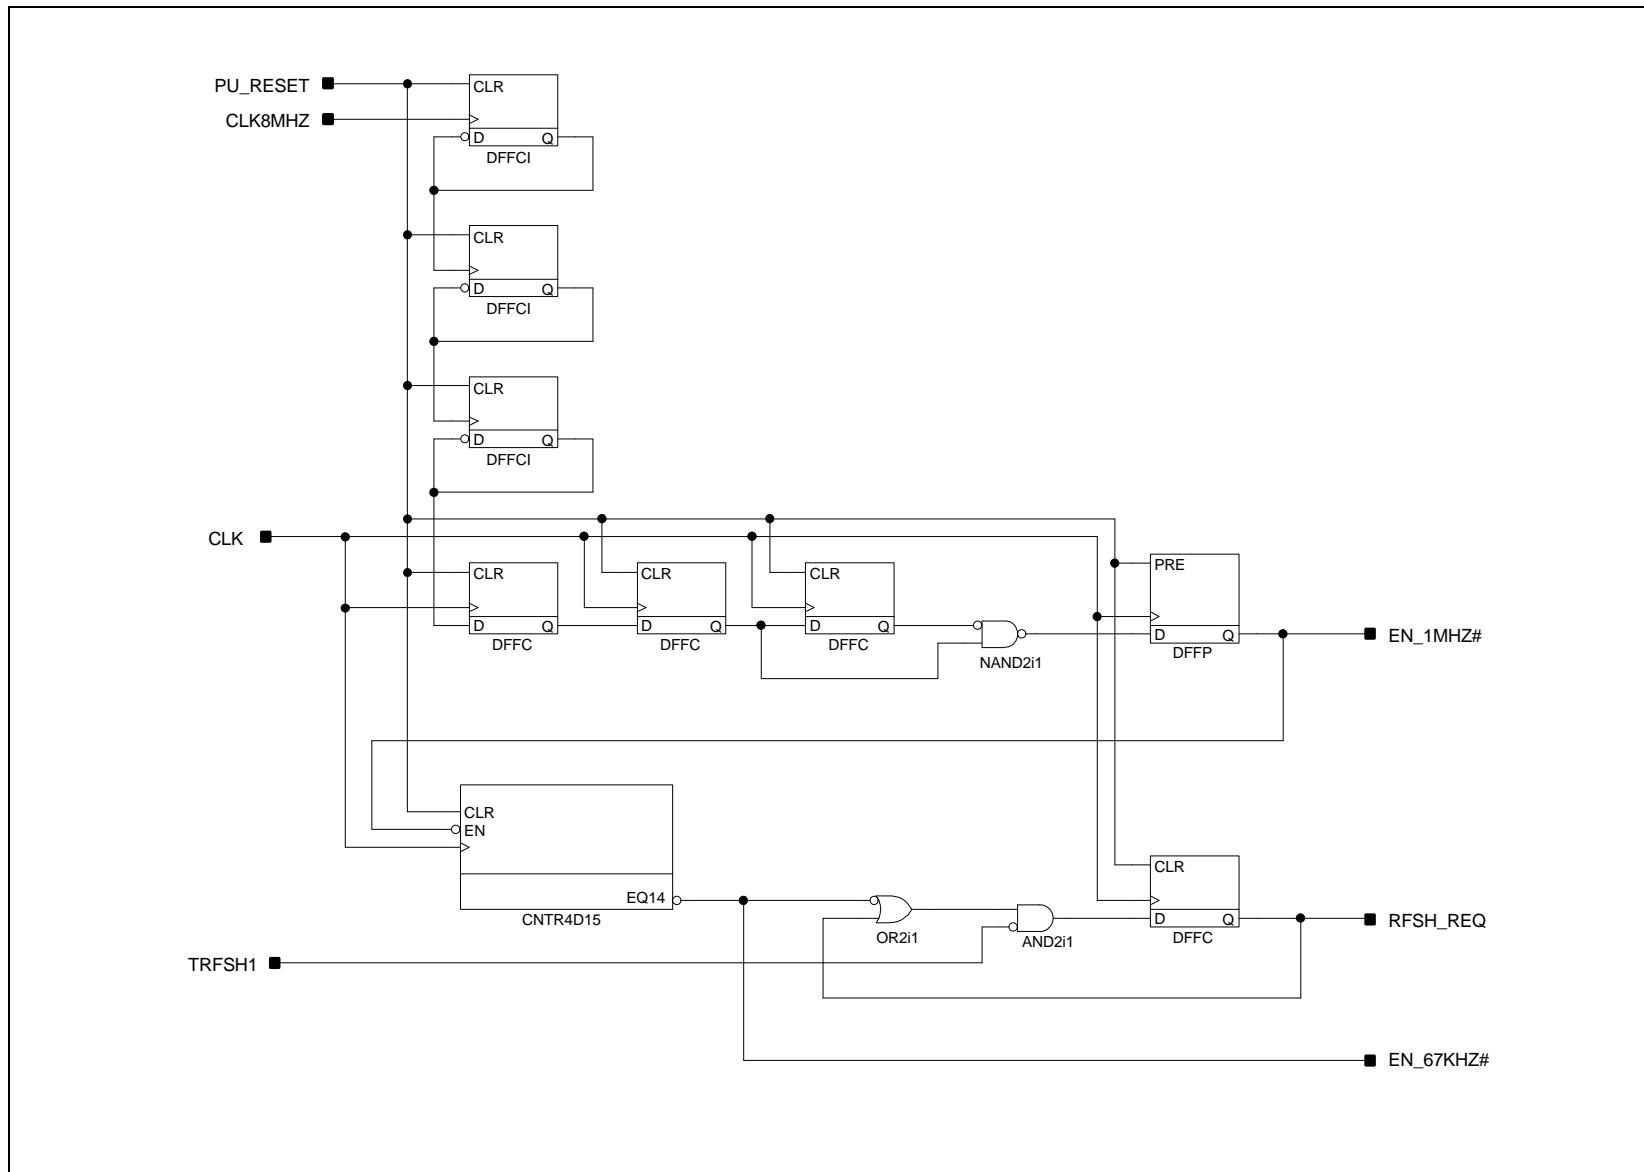 PU_RESET
CLR
CLK8MHZ
D Q
DFFCI
CLR
D Q
DFFCI
CLR
D Q
DFFCI
CLK
CLR CLR CLR PRE
D Q D Q D Q D Q EN_1MHZ#
DFFC DFFC DFFC NAND2i1 DFFP
CLR
EN
EQ14
CNTR4D15
CLR
D Q RFSH_REQ
OR2i1 AND2i1 DFFC
TRFSH1
EN_67KHZ#